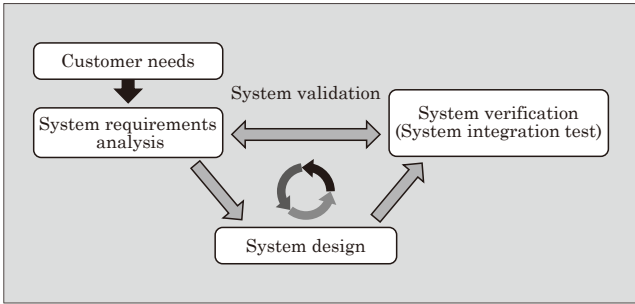 Customer needs
System validation
System requirements
analysis
System verification
(System integration test)
System design